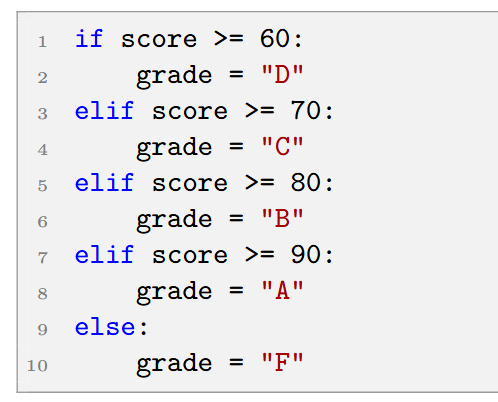 1 if score >= 60:
2     grade = "D"
3 elif score >= 70:
4     grade = "C"
5 elif score >= 80:
6     grade = "B"
7 elif score >= 90:
8     grade = "A"
9 else:
10     grade = "F"